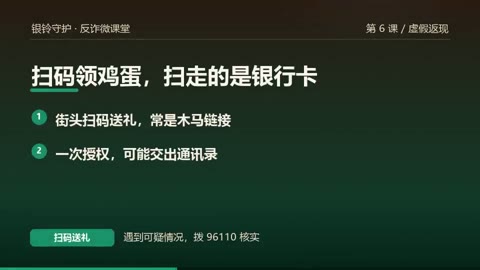 银铃守护 · 反诈微课堂
第 6 课 / 虚假返现
扫码领鸡蛋，扫走的是银行卡
1 街头扫码送礼，常是木马链接
2 一次授权，可能交出通讯录
扫码送礼 遇到可疑情况，拨 96110 核实